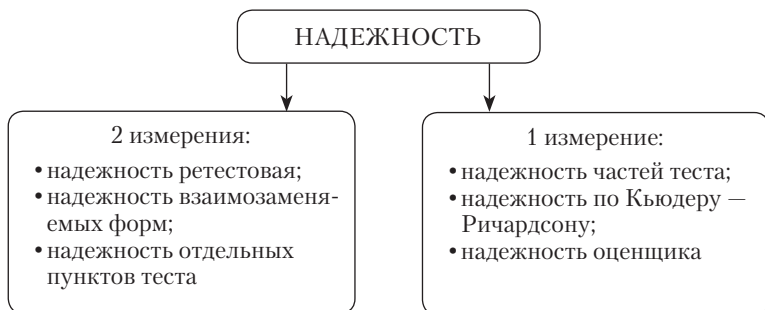 НАДЕЖНОСТЬ
2 измерения:
• надежность ретестовая;
• надежность взаимозаменя-
емых форм;
• надежность отдельных
пунктов теста
1 измерение:
• надежность частей теста;
• надежность по Кьюдеру —
Ричардсону;
• надежность оценщика